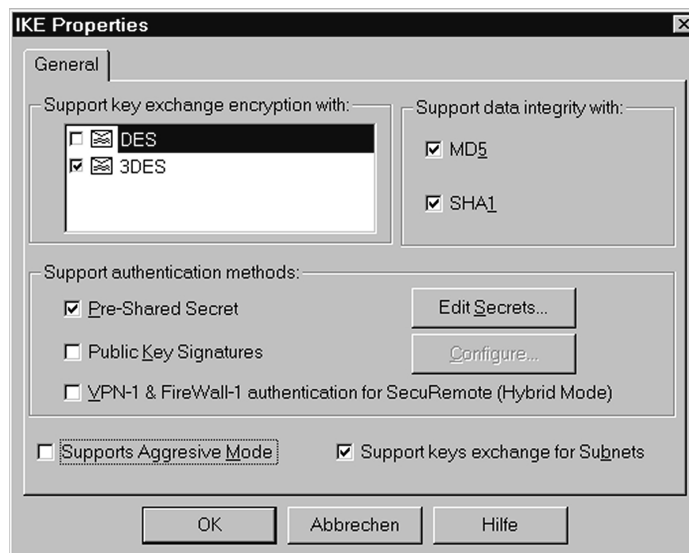 IKE Properties
General
Support key exchange encryption with:
DES
3DES
Support data integrity with:
MD5
SHA1
Support authentication methods:
Pre-Shared Secret
Edit Secrets...
Public Key Signatures
Configure...
VPN-1 & FireWall-1 authentication for SecuRemote (Hybrid Mode)
Supports Aggresive Mode
Support keys exchange for Subnets
OK
Abbrechen
Hilfe